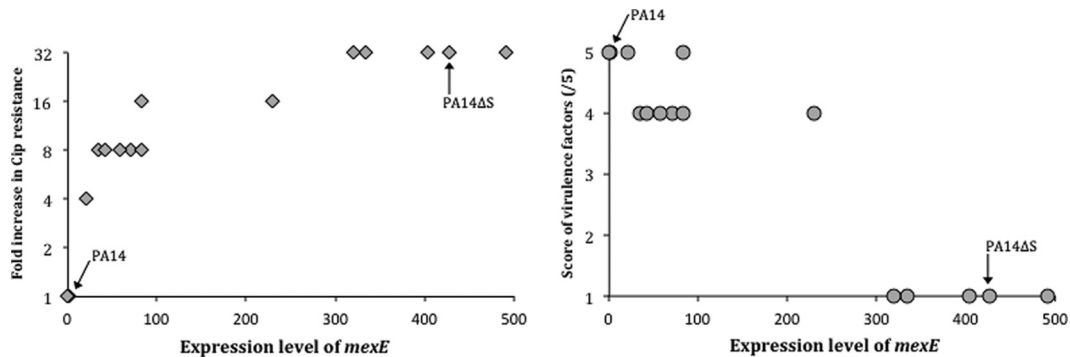 Fold increase in Cip resistance
32
16
8
4
2
1
PA14
PA14ΔS
0 100 200 300 400 500
Expression level of mexE
Score of virulence factors (/5)
5
4
3
2
1
PA14
PA14ΔS
0 100 200 300 400 500
Expression level of mexE